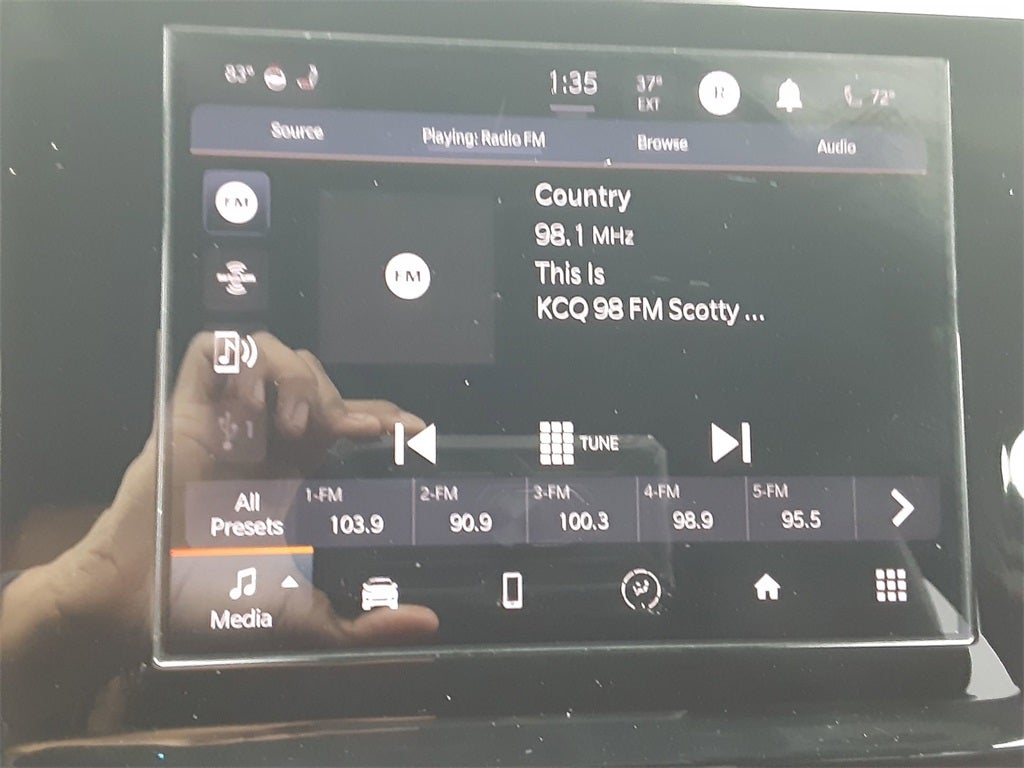 83° 1:35 37° EXT R 72°
Source Playing: Radio FM Browse Audio
FM
FM
Country
98.1 MHz
This Is
KCQ 98 FM Scotty ...
1
TUNE
All Presets
1-FM 2-FM 3-FM 4-FM 5-FM
103.9 90.9 100.3 98.9 95.5
Media